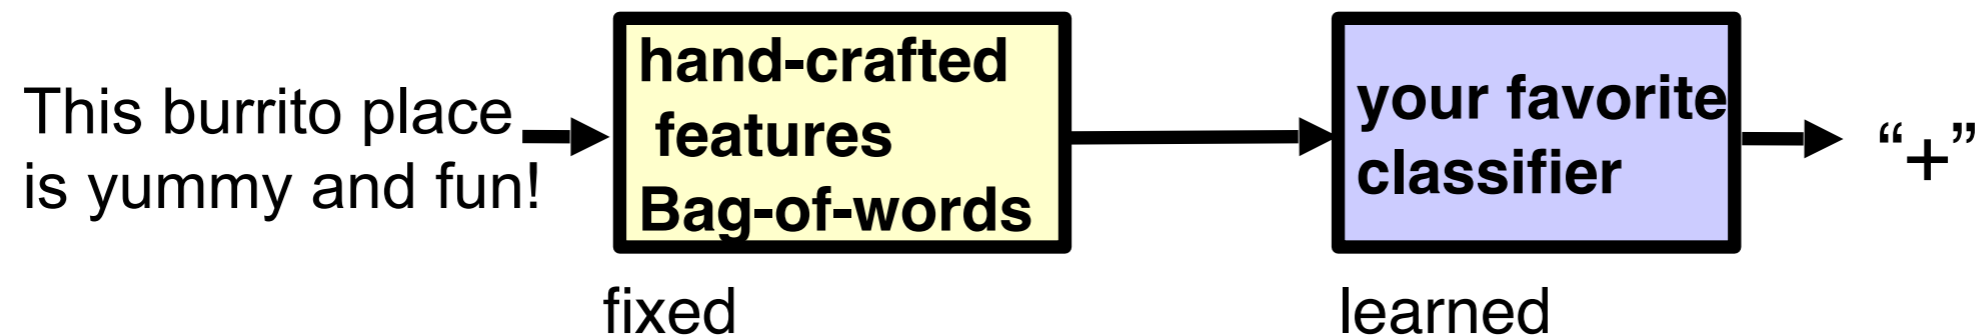 This burrito place
is yummy and fun!
hand-crafted
features
Bag-of-words
your favorite
classifier
“+”
fixed
learned